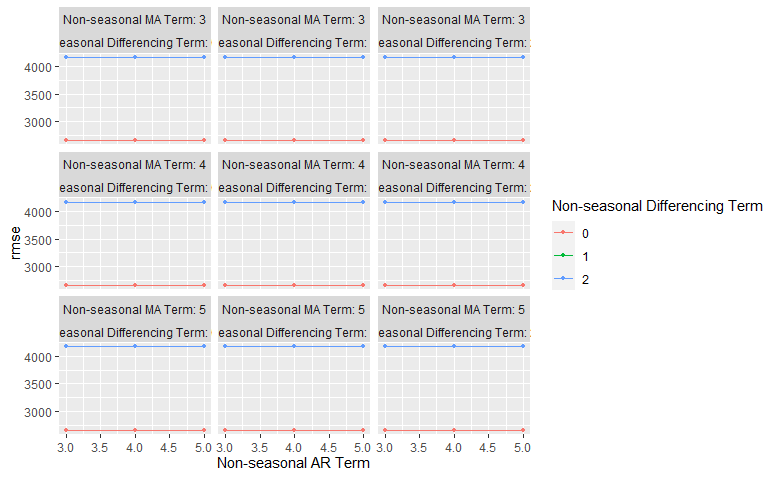 Non-seasonal MA Term: 3
Non-seasonal MA Term: 3
Non-seasonal MA Term: 3
easonal Differencing Term:
easonal Differencing Term:
easonal Differencing Term:
4000
3500
3000
Non-seasonal MA Term: 4
Non-seasonal MA Term: 4
Non-seasonal MA Term: 4
easonal Differencing Term:
easonal Differencing Term:
easonal Differencing Term:
4000
3500
3000
rmse
Non-seasonal MA Term: 5
Non-seasonal MA Term: 5
Non-seasonal MA Term: 5
easonal Differencing Term:
easonal Differencing Term:
easonal Differencing Term:
4000
3500
3000
3.0 3.5 4.0 4.5 5.0
3.0 3.5 4.0 4.5 5.0
3.0 3.5 4.0 4.5 5.0
Non-seasonal AR Term
Non-seasonal Differencing Term
0
1
2